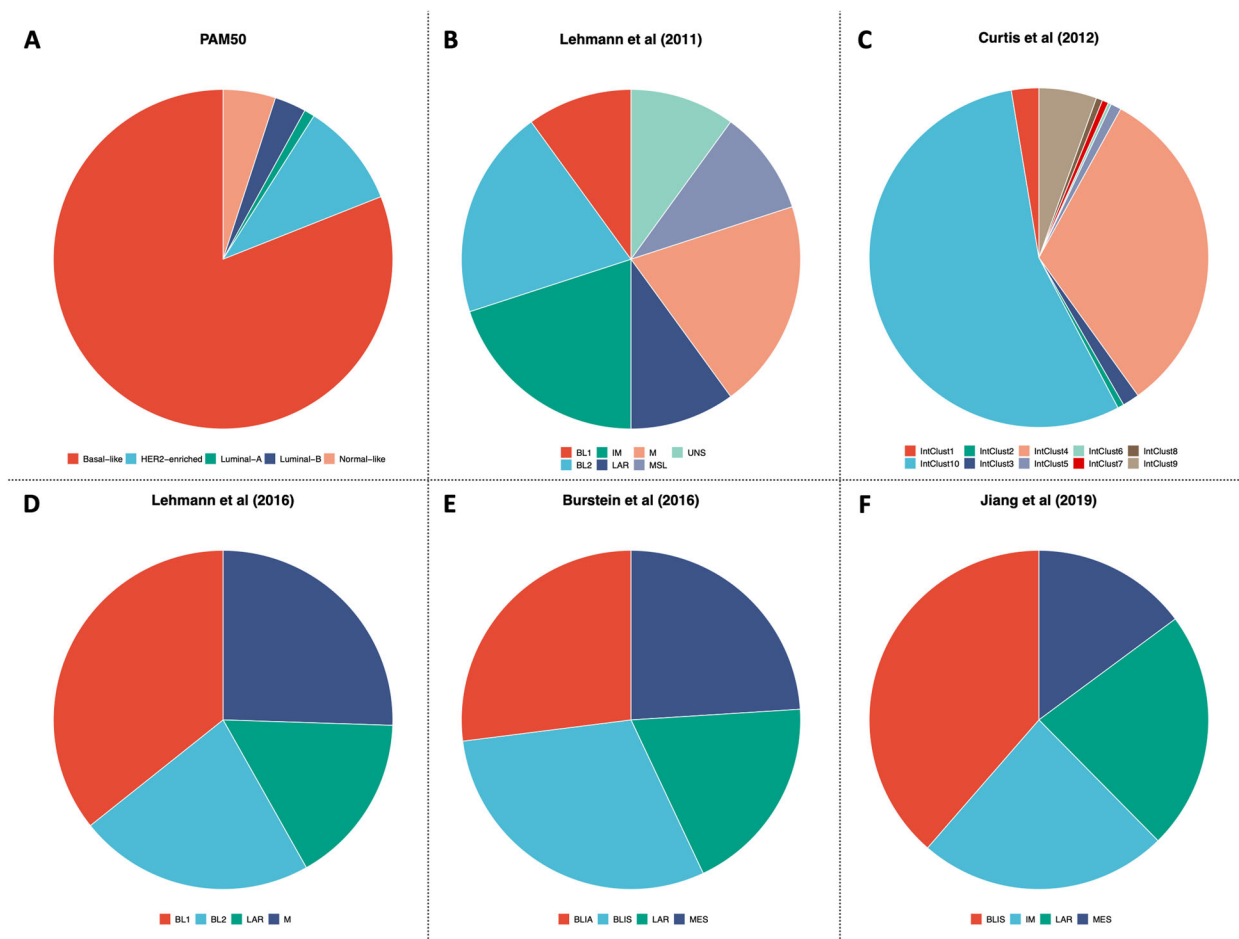 A PAM50
Basal-like HER2-enriched Luminal-A Luminal-B Normal-like
B Lehmann et al (2011)
BL1 IM M UNS
BL2 LAR MSL
C Curtis et al (2012)
IntClust1 IntClust2 IntClust4 IntClust6 IntClust8
IntClust10 IntClust3 IntClust5 IntClust7 IntClust9
D Lehmann et al (2016)
BL1 BL2 LAR M
E Burstein et al (2016)
BLIA BLIS LAR MES
F Jiang et al (2019)
BLIS IM LAR MES